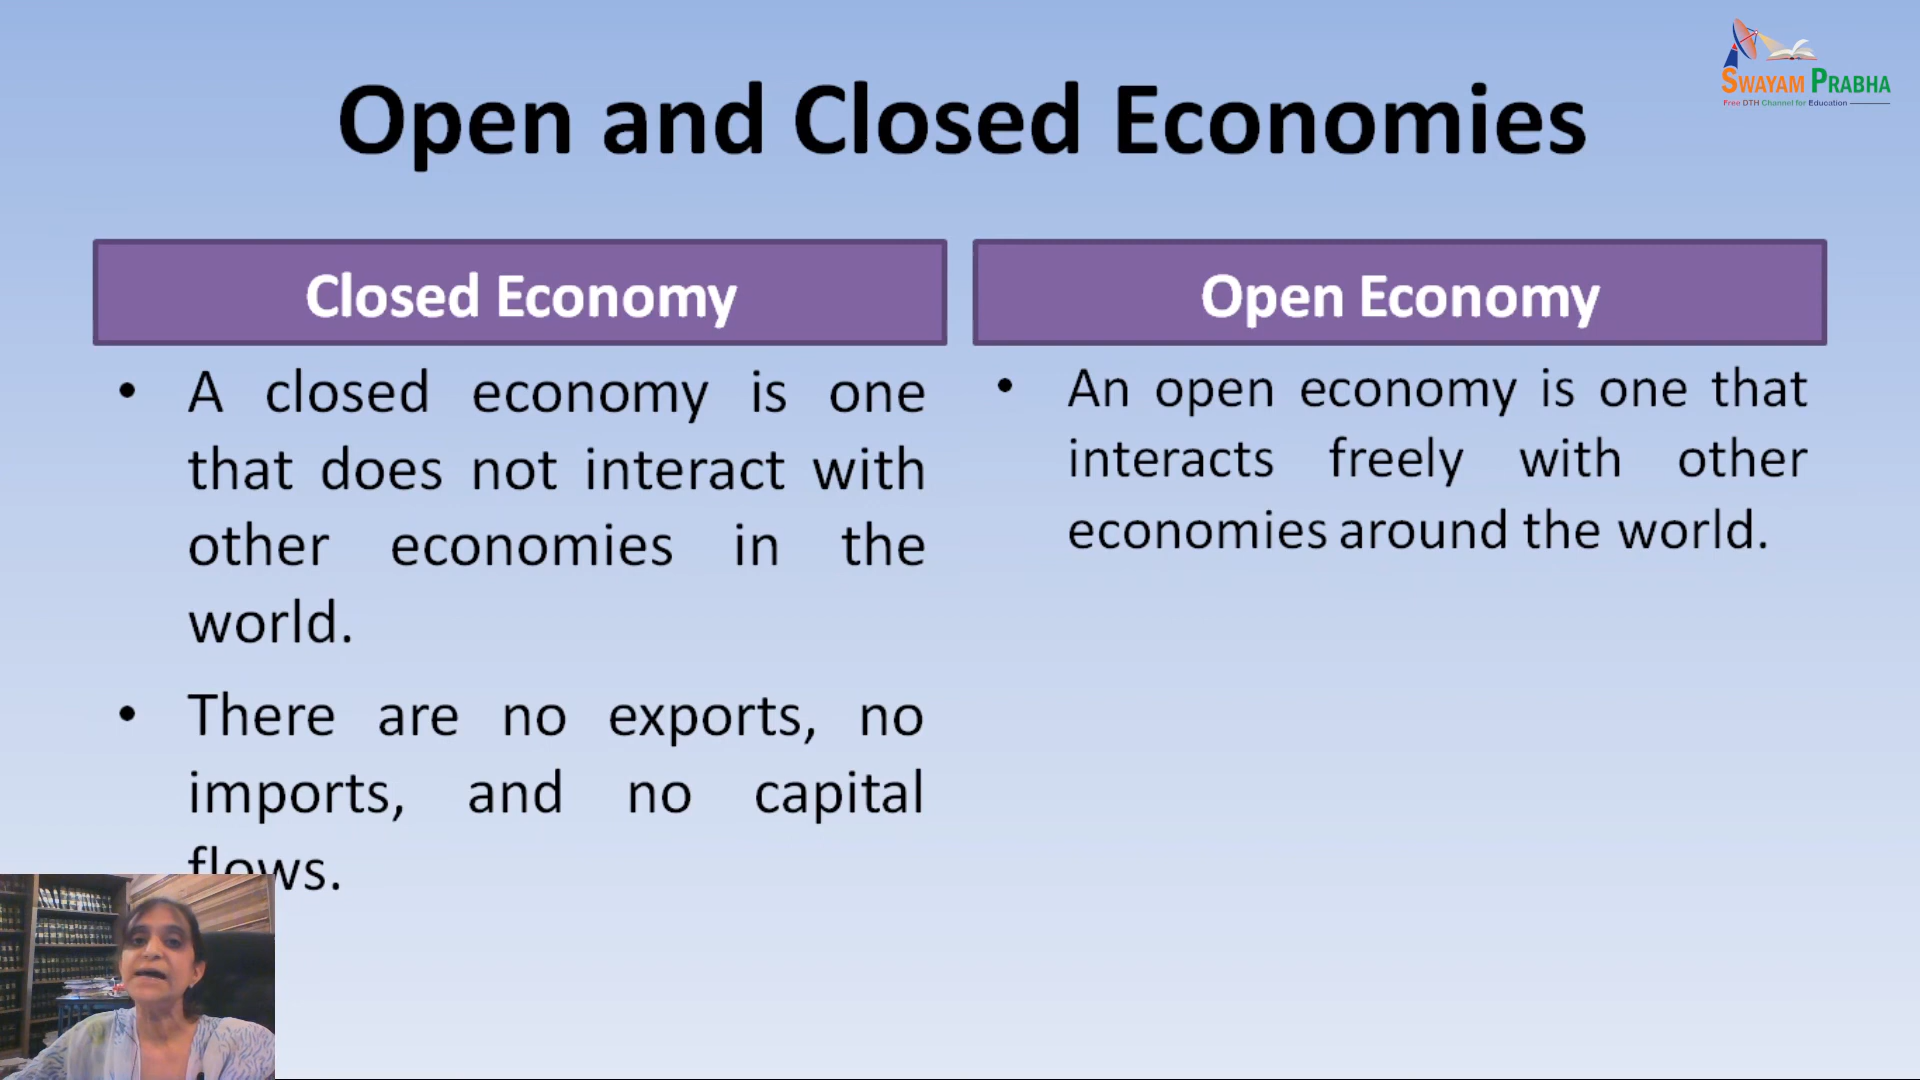 SWAYAM PRABHA
Free DTH Channel for Education
Open and Closed Economies
Closed Economy
• A closed economy is one
that does not interact with
other economies in the
world.
• There are no exports, no
imports, and no capital
flows.
Open Economy
• An open economy is one that
interacts freely with other
economies around the world.